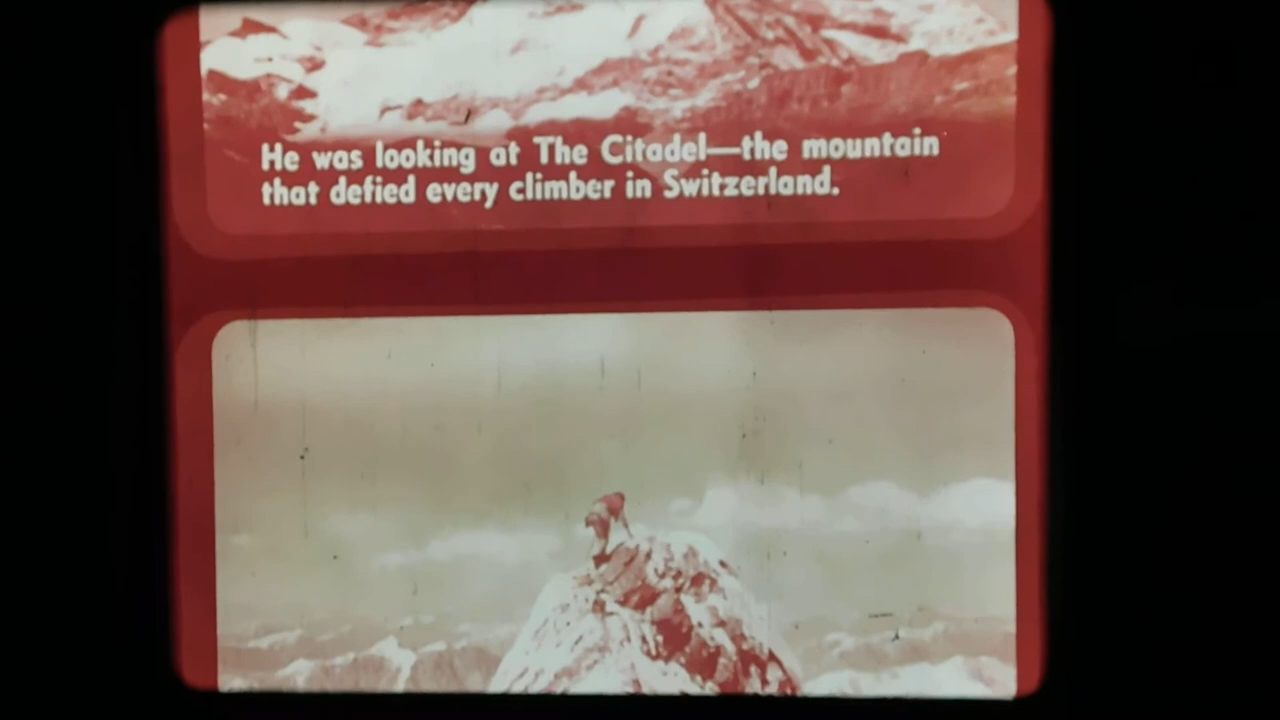 He was looking at The Citadel—the mountain
that defied every climber in Switzerland.